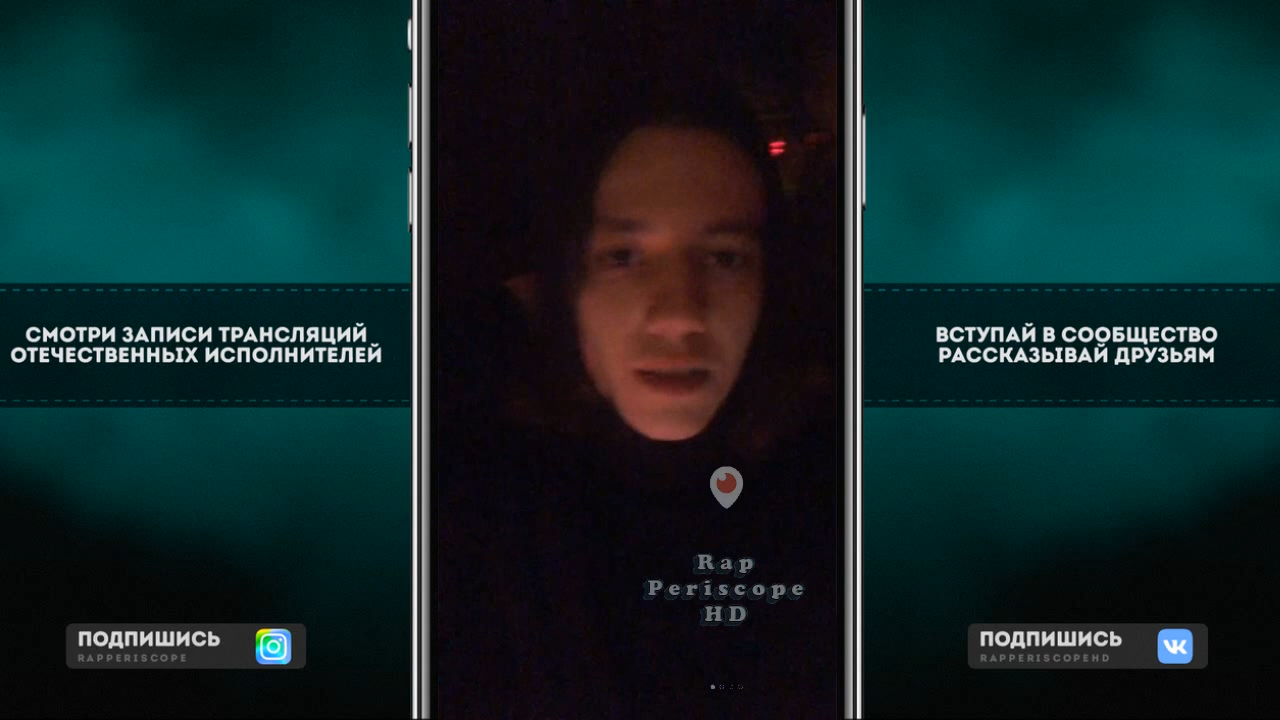 СМОТРИ ЗАПИСИ ТРАНСЛЯЦИЙ
ОТЕЧЕСТВЕННЫХ ИСПОЛНИТЕЛЕЙ
ВСТУПАЙ В СООБЩЕСТВО
РАССКАЗЫВАЙ ДРУЗЬЯМ
Rap
Periscope
HD
ПОДПИШИСЬ
RAPPERISCOPE
ПОДПИШИСЬ
RAPPERISCOPEHD